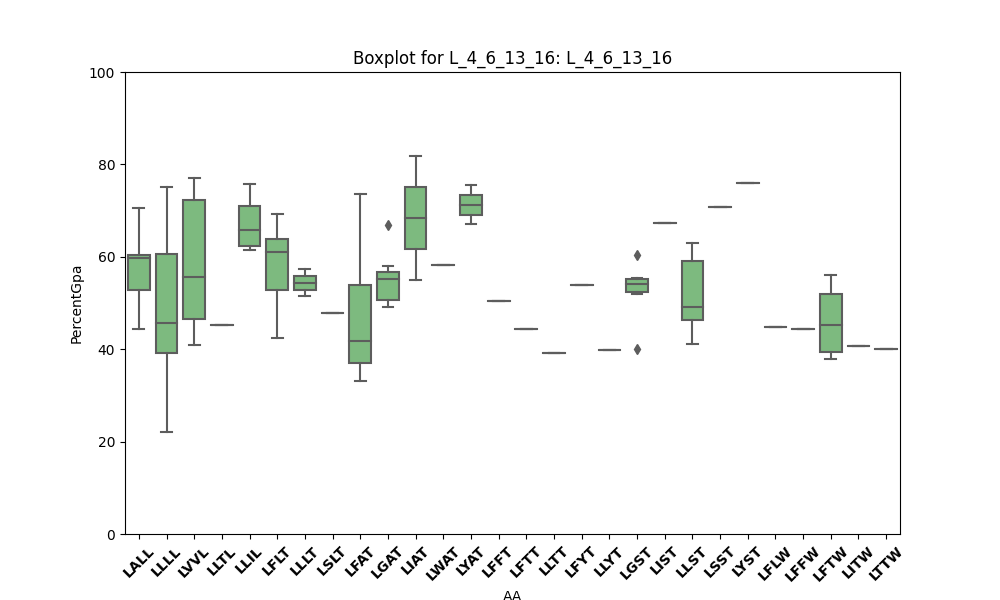 Boxplot for L_4_6_13_16: L_4_6_13_16
100
80
60
40
20
0
PercentGpa
LALL LLLL LVVL LLTL LLIL LFLT LLLT LSLT LFAT LGAT LIAT LWAT LYAT LFFT LFTT LLTT LFYT LLYT LGST LIST LLST LSST LYST LFLW LFFW LFTW LITW LTTW
AA